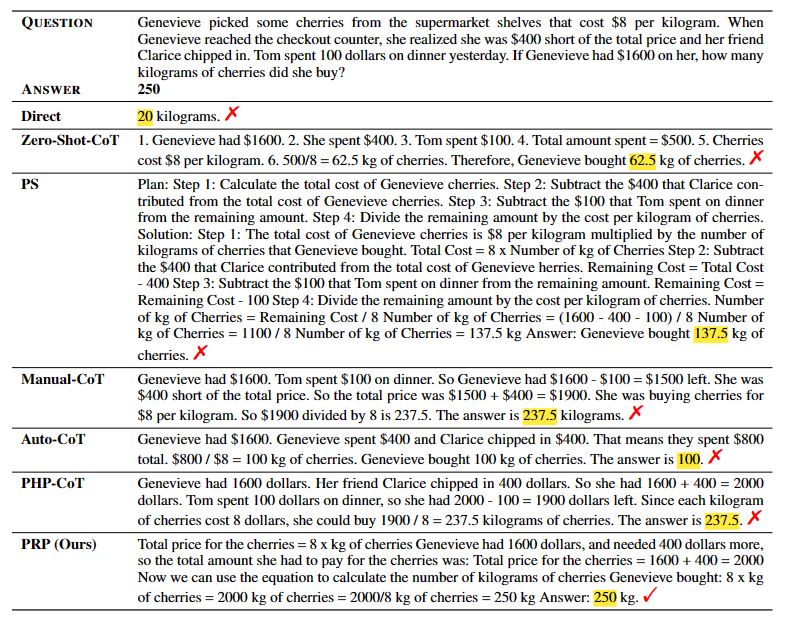 QUESTION Genevieve picked some cherries from the supermarket shelves that cost $8 per kilogram. When
Genevieve reached the checkout counter, she realized she was $400 short of the total price and her friend
Clarice chipped in. Tom spent 100 dollars on dinner yesterday. If Genevieve had $1600 on her, how many
kilograms of cherries did she buy?
ANSWER 250
Direct 20 kilograms. ✗
Zero-Shot-CoT 1. Genevieve had $1600. 2. She spent $400. 3. Tom spent $100. 4. Total amount spent = $500. 5. Cherries
cost $8 per kilogram. 6. 500/8 = 62.5 kg of cherries. Therefore, Genevieve bought 62.5 kg of cherries. ✗
PS Plan: Step 1: Calculate the total cost of Genevieve cherries. Step 2: Subtract the $400 that Clarice con-
tributed from the total cost of Genevieve cherries. Step 3: Subtract the $100 that Tom spent on dinner
from the remaining amount. Step 4: Divide the remaining amount by the cost per kilogram of cherries.
Solution: Step 1: The total cost of Genevieve cherries is $8 per kilogram multiplied by the number of
kilograms of cherries that Genevieve bought. Total Cost = 8 x Number of kg of Cherries Step 2: Subtract
the $400 that Clarice contributed from the total cost of Genevieve herries. Remaining Cost = Total Cost
- 400 Step 3: Subtract the $100 that Tom spent on dinner from the remaining amount. Remaining Cost =
Remaining Cost - 100 Step 4: Divide the remaining amount by the cost per kilogram of cherries. Number
of kg of Cherries = Remaining Cost / 8 Number of kg of Cherries = (1600 - 400 - 100) / 8 Number of
kg of Cherries = 1100 / 8 Number of kg of Cherries = 137.5 kg Answer: Genevieve bought 137.5 kg of
cherries. ✗
Manual-CoT Genevieve had $1600. Tom spent $100 on dinner. So Genevieve had $1600 - $100 = $1500 left. She was
$400 short of the total price. So the total price was $1500 + $400 = $1900. She was buying cherries for
$8 per kilogram. So $1900 divided by 8 is 237.5. The answer is 237.5 kilograms. ✗
Auto-CoT Genevieve had $1600. Genevieve spent $400 and Clarice chipped in $400. That means they spent $800
total. $800 / $8 = 100 kg of cherries. Genevieve bought 100 kg of cherries. The answer is 100. ✗
PHP-CoT Genevieve had 1600 dollars. Her friend Clarice chipped in 400 dollars. So she had 1600 + 400 = 2000
dollars. Tom spent 100 dollars on dinner, so she had 2000 - 100 = 1900 dollars left. Since each kilogram
of cherries cost 8 dollars, she could buy 1900 / 8 = 237.5 kilograms of cherries. The answer is 237.5. ✗
PRP (Ours) Total price for the cherries = 8 x kg of cherries Genevieve had 1600 dollars, and needed 400 dollars more,
so the total amount she had to pay for the cherries was: Total price for the cherries = 1600 + 400 = 2000
Now we can use the equation to calculate the number of kilograms of cherries Genevieve bought: 8 x kg
of cherries = 2000 kg of cherries = 2000/8 kg of cherries = 250 kg Answer: 250 kg. ✓